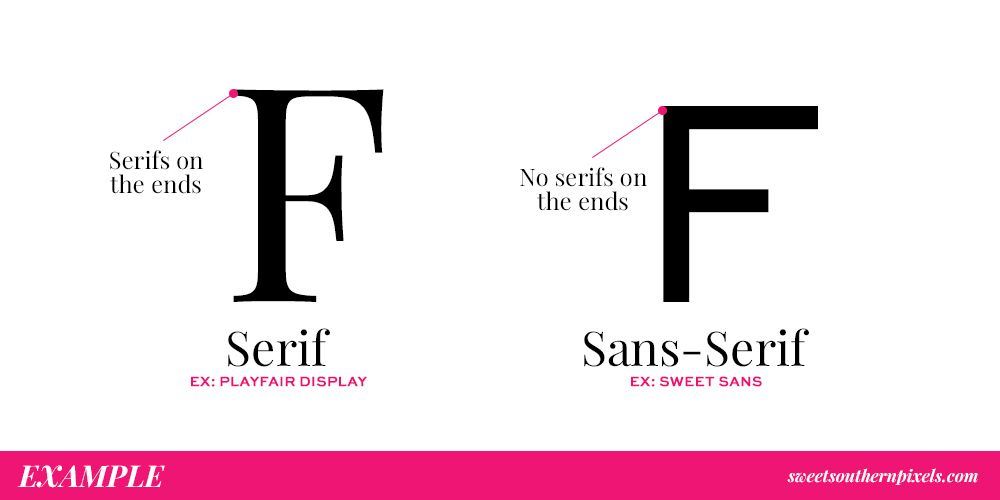 F
Serifs on
the ends
Serif
EX: PLAYFAIR DISPLAY
F
No serifs on
the ends
Sans-Serif
EX: SWEET SANS
EXAMPLE
sweetsouthernpixels.com